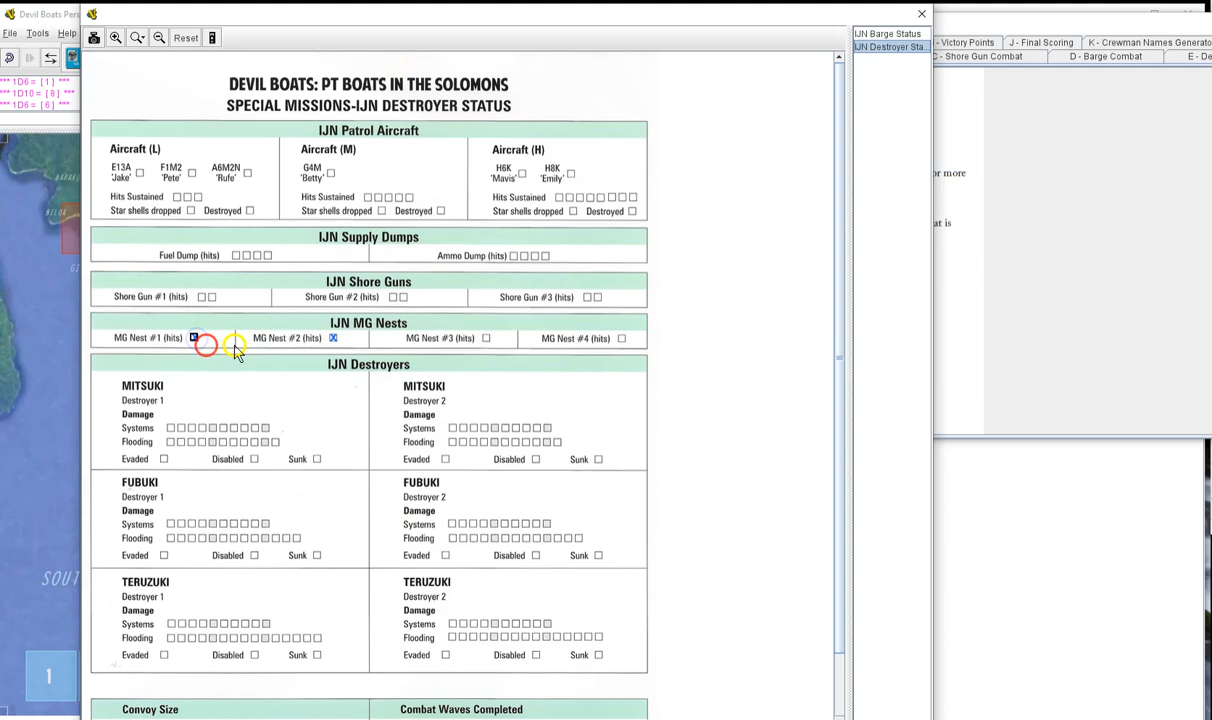 Devil Boats Pers
File Tools Help
*** 1D6 = [ 1 ] ***
*** 1D10 = [ 8 ] ***
*** 1D6 = [ 6 ] ***
Reset
IJN Barge Status
IJN Destroyer Sta...
- Victory Points J - Final Scoring K - Crewman Names Generato
C - Shore Gun Combat D - Barge Combat E - De
or more
at is
DEVIL BOATS: PT BOATS IN THE SOLOMONS
SPECIAL MISSIONS-IJN DESTROYER STATUS
IJN Patrol Aircraft
Aircraft (L) Aircraft (M) Aircraft (H)
E13A F1M2 A6M2N G4M H6K H8K
'Jake' 'Pete' 'Rufe' 'Betty' 'Mavis' 'Emily'
Hits Sustained Hits Sustained Hits Sustained
Star shells dropped Destroyed Star shells dropped Destroyed Star shells dropped Destroyed
IJN Supply Dumps
Fuel Dump (hits) Ammo Dump (hits)
IJN Shore Guns
Shore Gun #1 (hits) Shore Gun #2 (hits) Shore Gun #3 (hits)
IJN MG Nests
MG Nest #1 (hits) MG Nest #2 (hits) X MG Nest #3 (hits) MG Nest #4 (hits)
IJN Destroyers
MITSUKI MITSUKI
Destroyer 1 Destroyer 2
Damage Damage
Systems Systems
Flooding Flooding
Evaded Disabled Sunk Evaded Disabled Sunk
FUBUKI FUBUKI
Destroyer 1 Destroyer 2
Damage Damage
Systems Systems
Flooding Flooding
Evaded Disabled Sunk Evaded Disabled Sunk
TERUZUKI TERUZUKI
Destroyer 1 Destroyer 2
Damage Damage
Systems Systems
Flooding Flooding
Evaded Disabled Sunk Evaded Disabled Sunk
Convoy Size Combat Waves Completed
BILOA
GI
SOUT
1